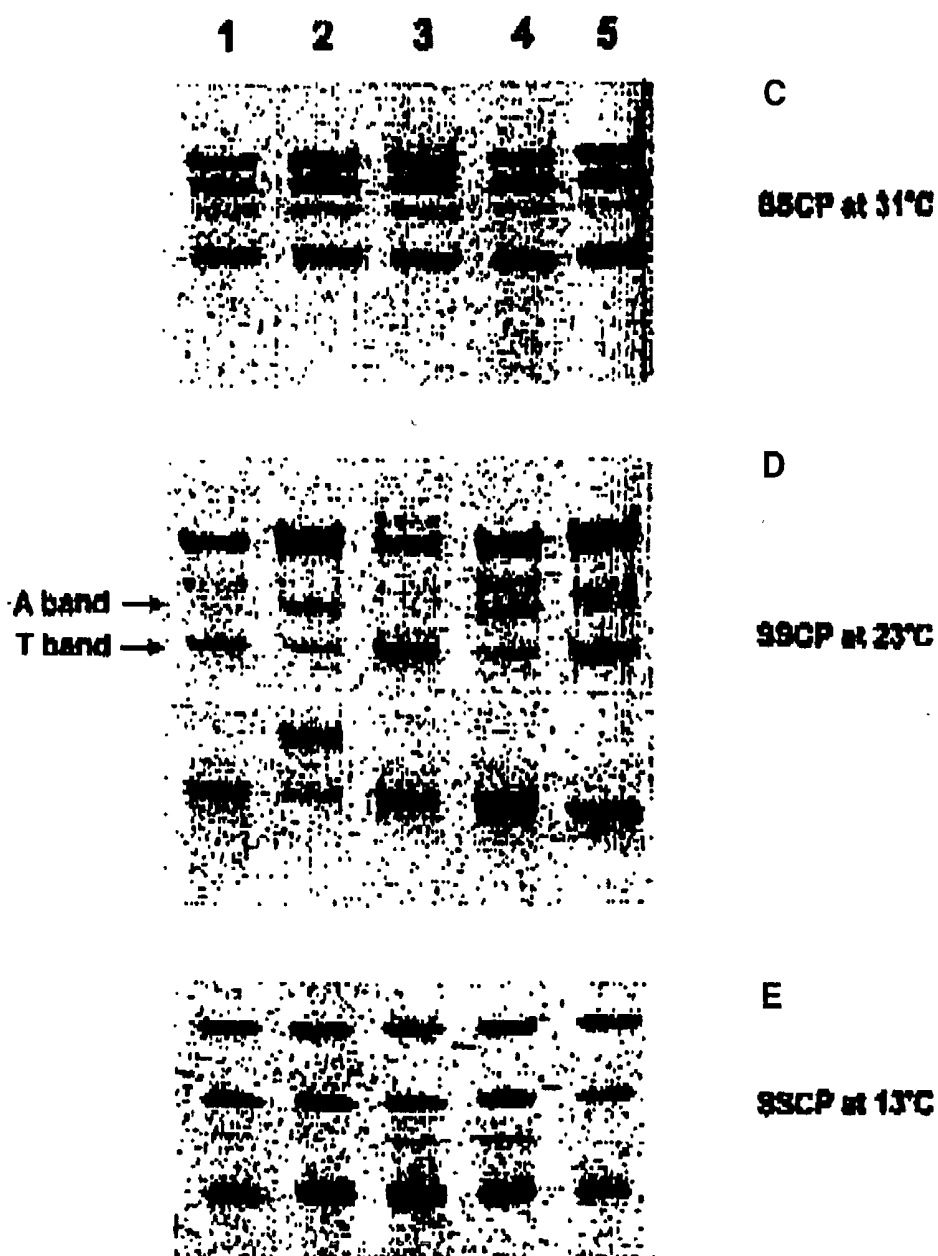 1 2 3 4 5
C
SSCP at 31°C
D
A band
T band
SSCP at 23°C
E
SSCP at 13°C